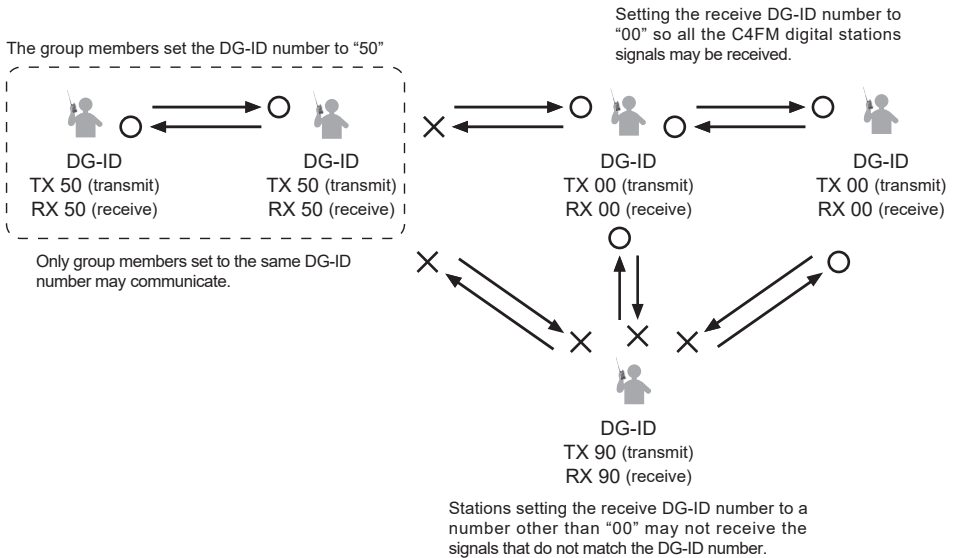 Setting the receive DG-ID number to
“00” so all the C4FM digital stations
signals may be received.
The group members set the DG-ID number to “50”
DG-ID
TX 50 (transmit)
RX 50 (receive)
DG-ID
TX 50 (transmit)
RX 50 (receive)
DG-ID
TX 00 (transmit)
RX 00 (receive)
DG-ID
TX 00 (transmit)
RX 00 (receive)
Only group members set to the same DG-ID
number may communicate.
DG-ID
TX 90 (transmit)
RX 90 (receive)
Stations setting the receive DG-ID number to a
number other than “00” may not receive the
signals that do not match the DG-ID number.